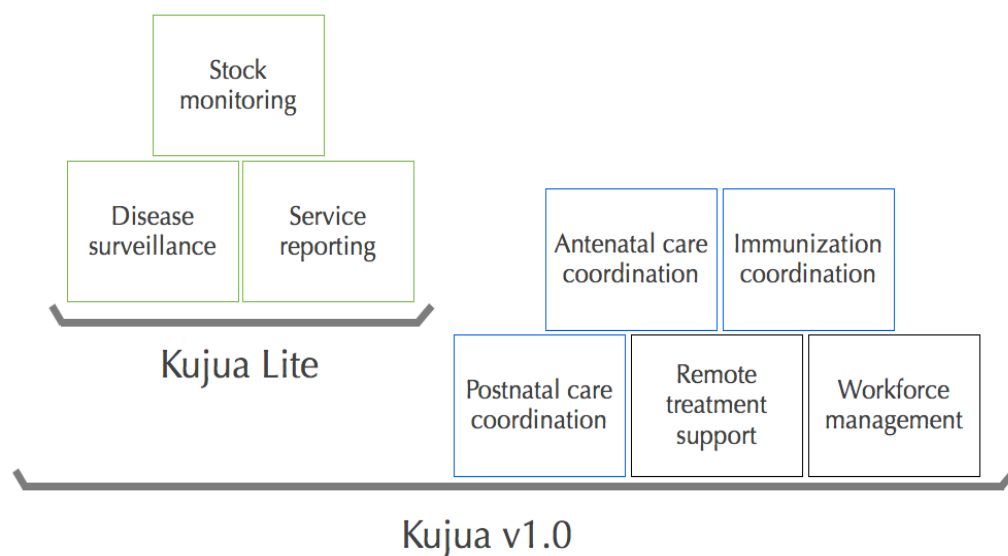 Stock
monitoring
Disease
surveillance
Service
reporting
Kujua Lite
Antenatal care
coordination
Immunization
coordination
Postnatal care
coordination
Remote
treatment
support
Workforce
management
Kujua v1.0